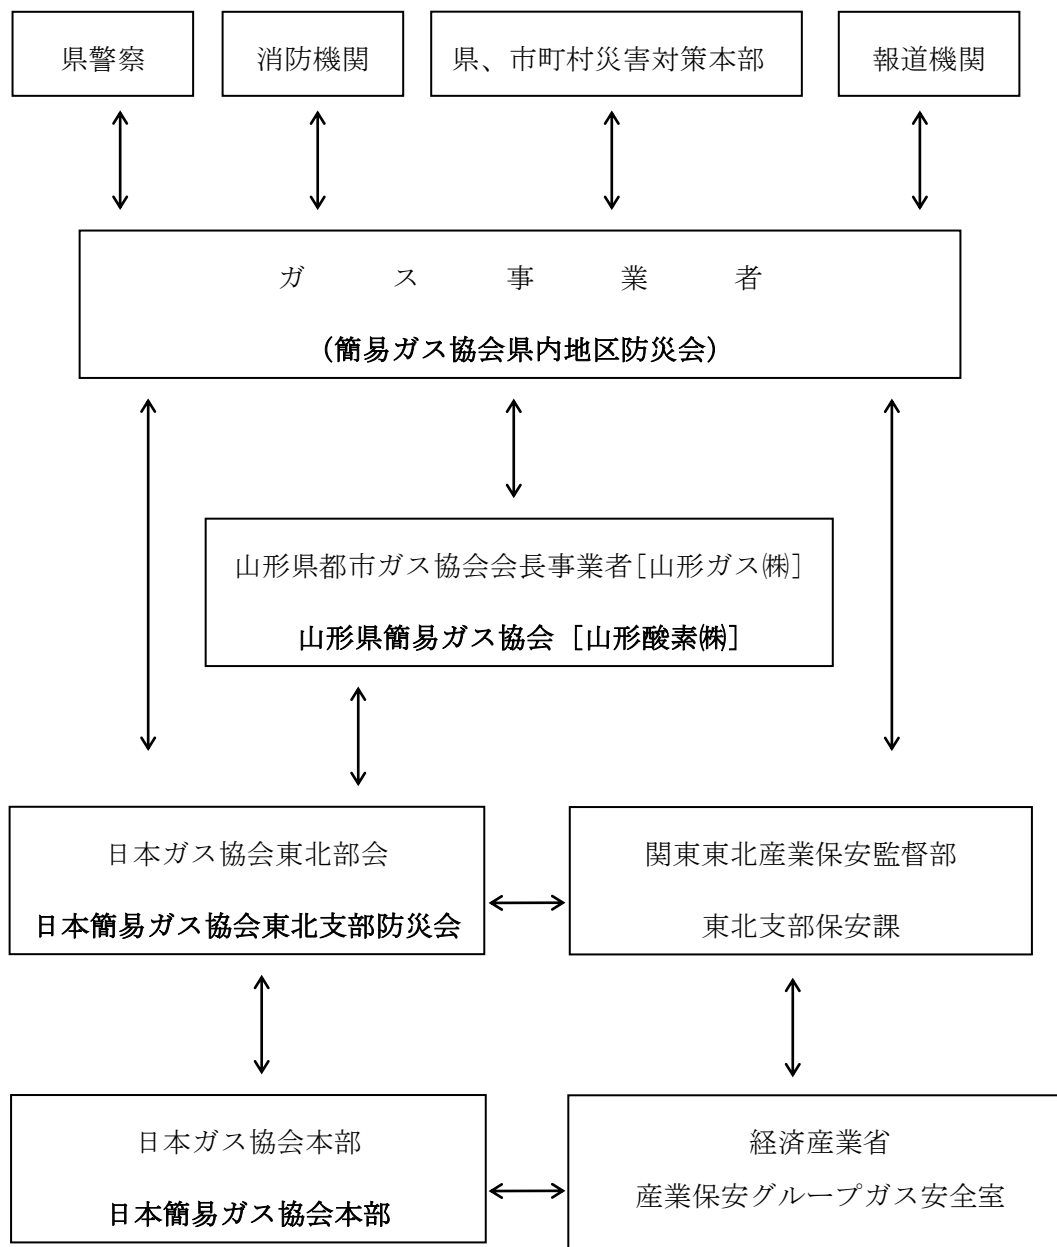 県警察
消防機関
県、市町村災害対策本部
報道機関
ガス事業者
(簡易ガス協会県内地区防災会)
山形県都市ガス協会会長事業者[山形ガス㈱]
山形県簡易ガス協会 [山形酸素㈱]
日本ガス協会東北部会
日本簡易ガス協会東北支部防災会
関東東北産業保安監督部
東北支部保安課
日本ガス協会本部
日本簡易ガス協会本部
経済産業省
産業保安グループガス安全室